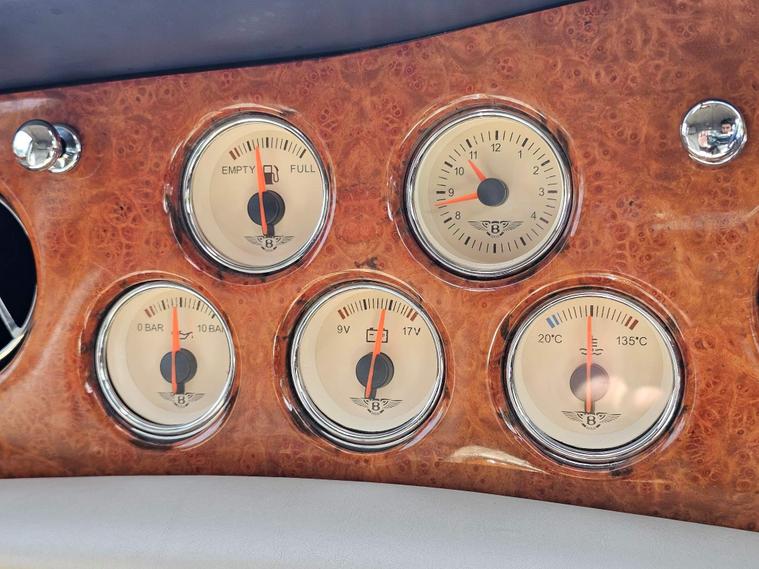 EMPTY FULL
B
12
11 1
10 2
9 3
8 4
B
0 BAR 10 BAR
B
9V 17V
B
20°C 135°C
B